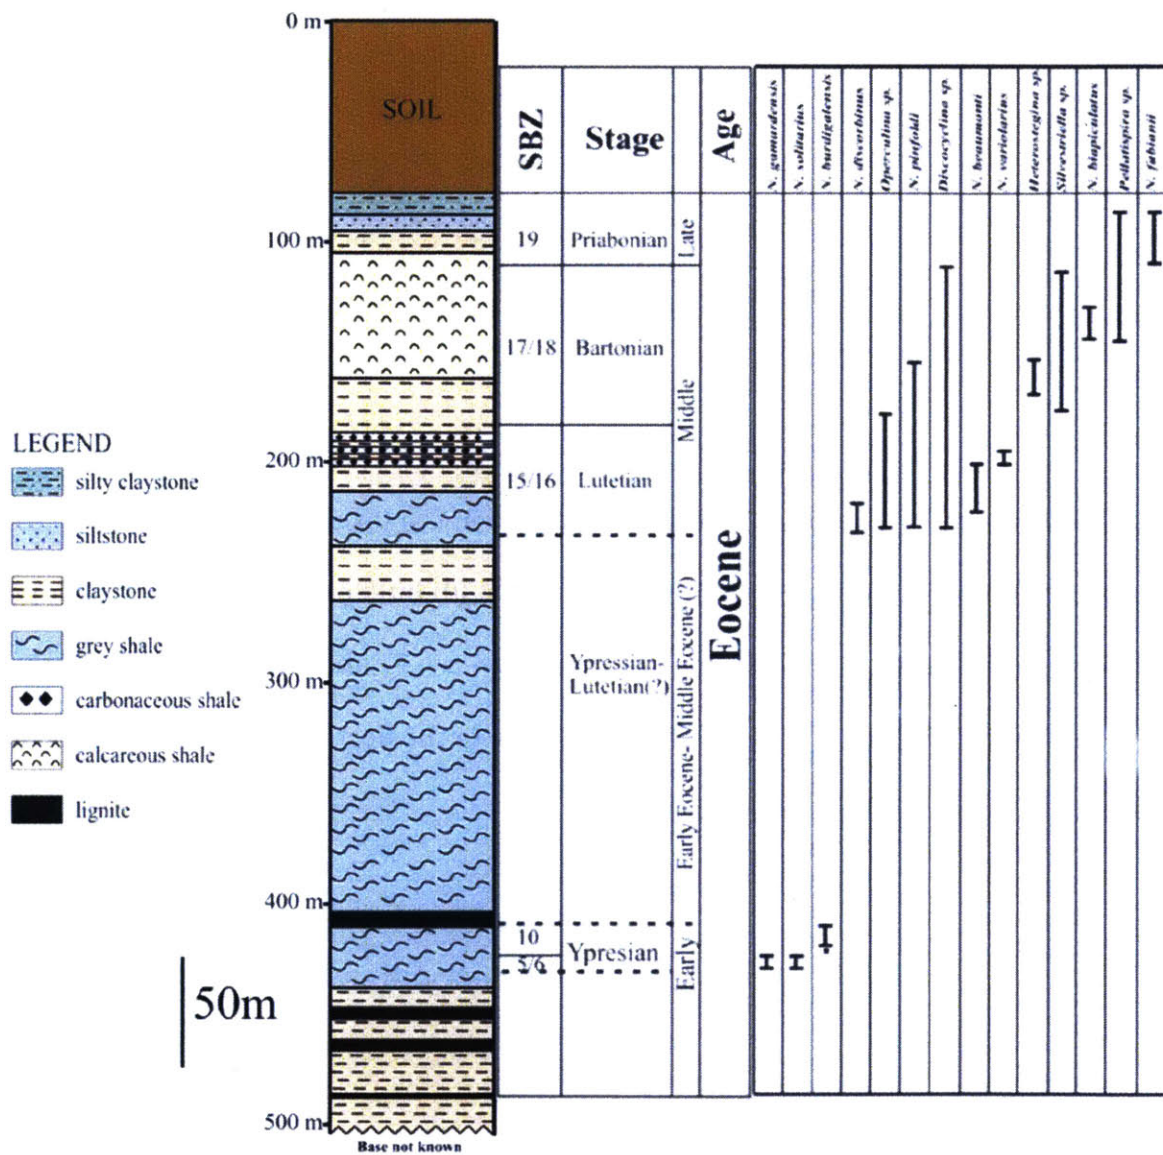 0 m
SOIL
100 m
200 m
300 m
400 m
500 m
Base not known
LEGEND
silty claystone
siltstone
claystone
grey shale
carbonaceous shale
calcareous shale
lignite
50m
SBZ
19
17/18
15/16
10
5/6
Stage
Priabonian
Bartonian
Lutetian
Ypressian-
Lutetian(?)
Ypresian
Late
Middle
Early Eocene- Middle Eocene (?)
Early
Age
Eocene
N. gamardensis
N. solitarius
N. burdigalensis
N. discorbinus
Operculina sp.
N. pinfoldi
Discocyclina sp.
N. beaumonti
N. variolarius
Heterostegina sp.
Silvestriella sp.
N. biapiculatus
Pellatispira sp.
N. fabianii